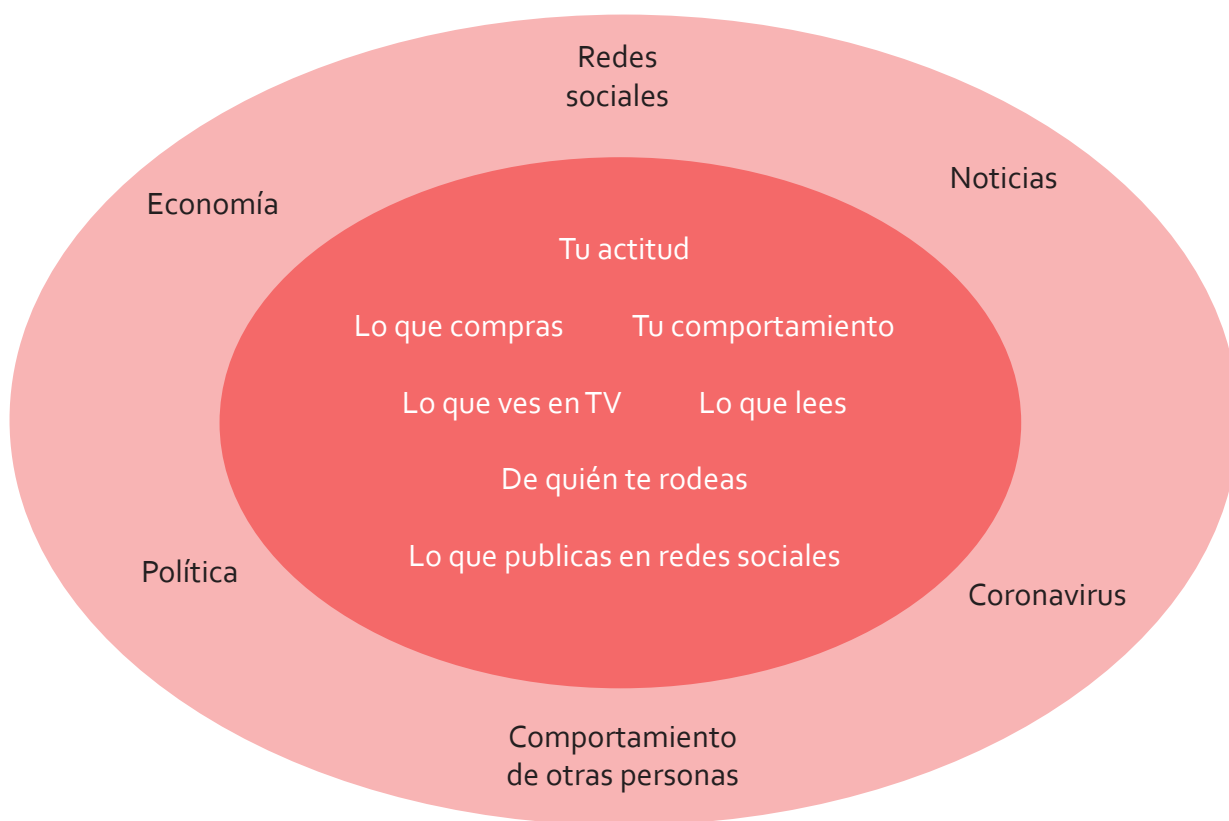 Redes
sociales
Noticias
Economía
Tu actitud
Lo que compras
Tu comportamiento
Lo que ves en TV
Lo que lees
De quién te rodeas
Lo que publicas en redes sociales
Política
Coronavirus
Comportamiento
de otras personas